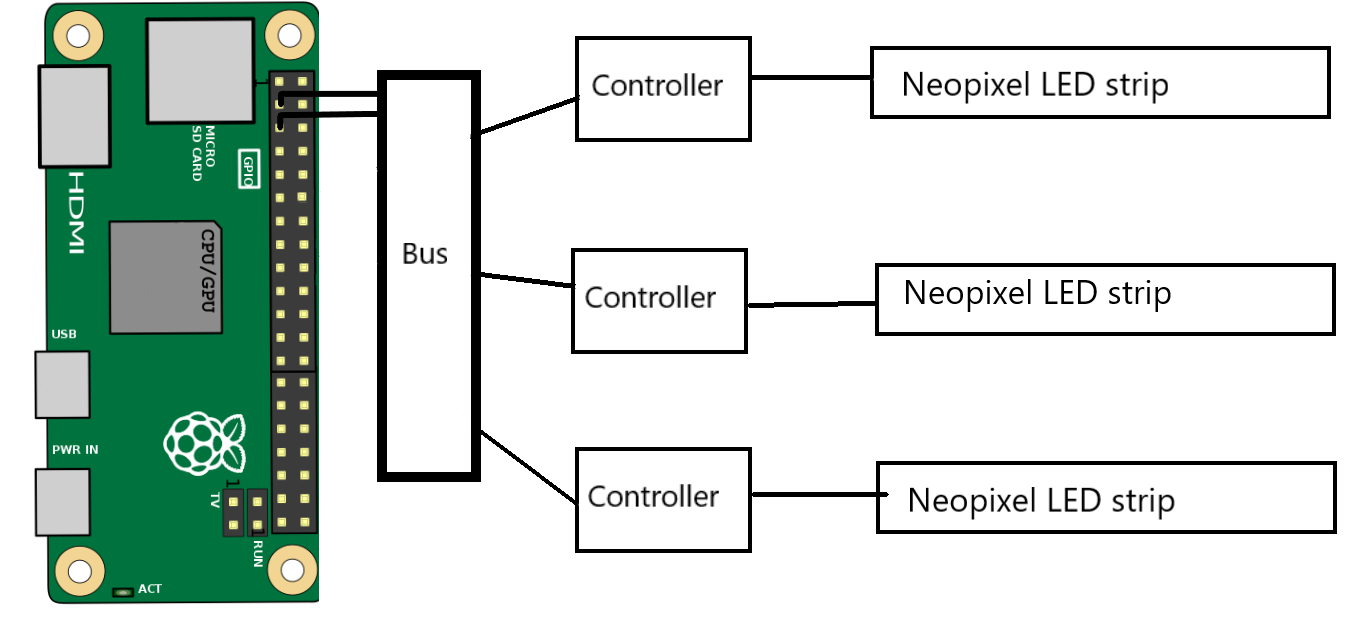 MICRO
SD CARD
GPIO
HDMI
CPU/GPU
USB
PWR IN
1
TV
1
RUN
ACT
Bus
Controller
Neopixel LED strip
Controller
Neopixel LED strip
Controller
Neopixel LED strip